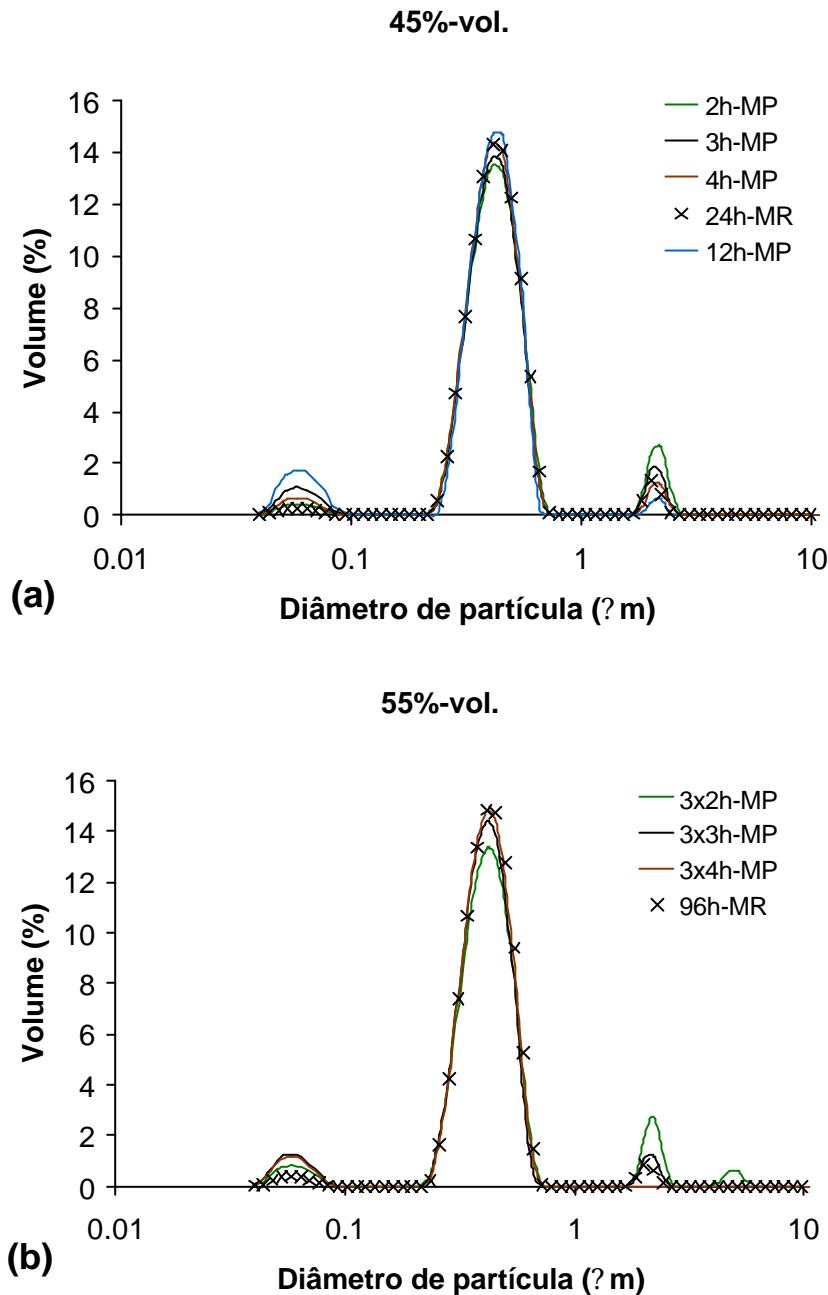 45%-vol.
16
14
12
10
8
6
4
2
0
Volume (%)
2h-MP
3h-MP
4h-MP
24h-MR
12h-MP
0.01
0.1
1
10
Diâmetro de partícula (? m)
(a)
55%-vol.
16
14
12
10
8
6
4
2
0
Volume (%)
3x2h-MP
3x3h-MP
3x4h-MP
96h-MR
0.01
0.1
1
10
Diâmetro de partícula (? m)
(b)